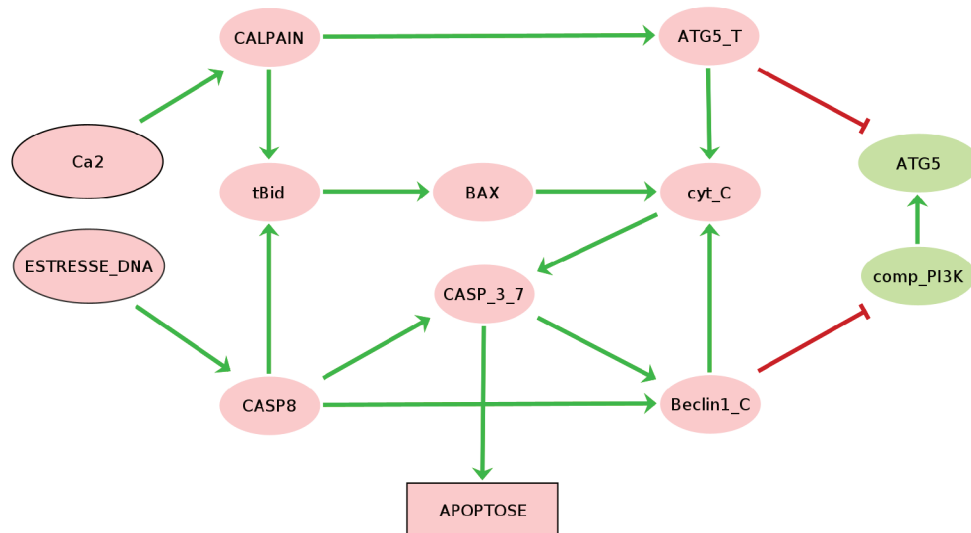 CALPAIN
ATG5_T
Ca2
ATG5
tBid
BAX
cyt_C
ESTRESSE_DNA
comp_PI3K
CASP_3_7
CASP8
Beclin1_C
APOPTOSE